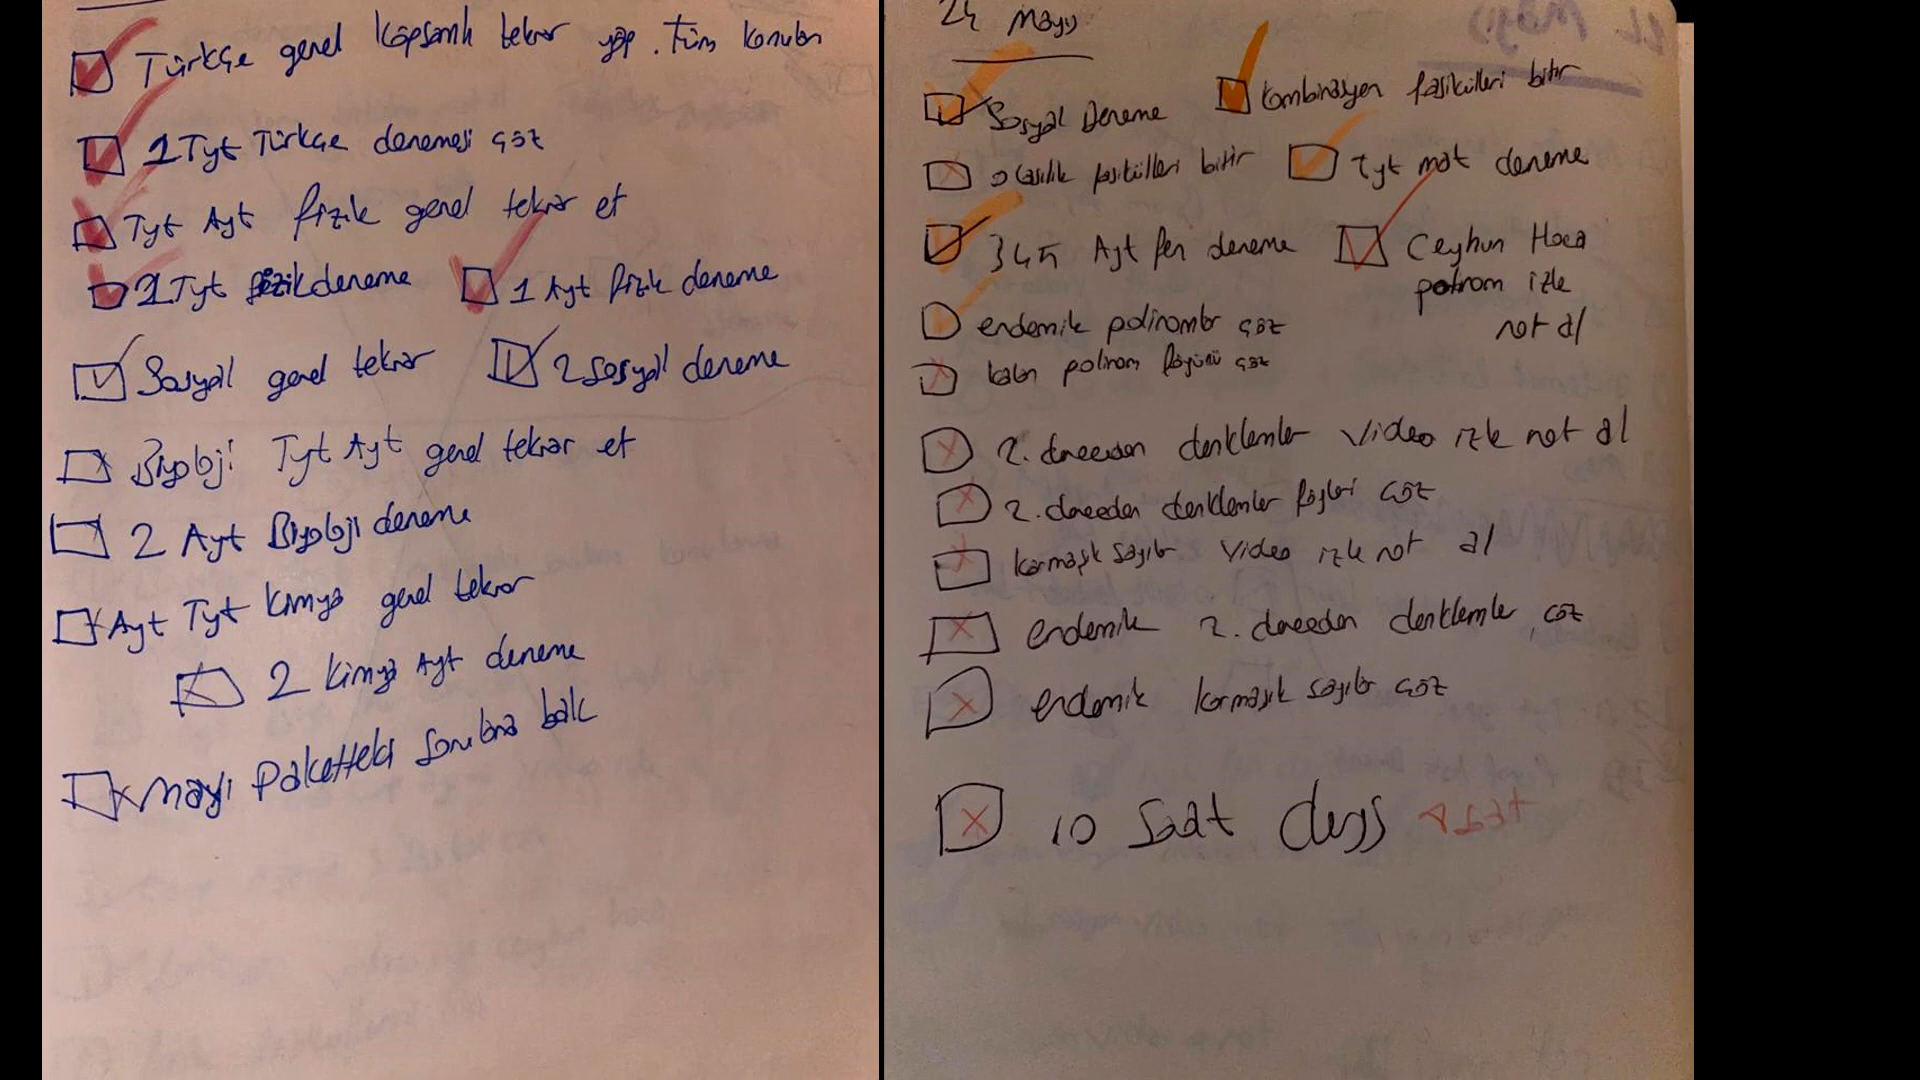 Türkçe genel kapsamlı tekrar yap. Tüm konuları
1 Tyt Türkçe denemesi çöz
Tyt Ayt fizik genel tekrar et
1 Tyt fizik deneme
1 Ayt fizik deneme
Sosyal genel tekrar
2 sosyal deneme
Biyoloji Tyt Ayt genel tekrar et
2 Ayt Biyoloji deneme
Ayt Tyt Kimya genel tekrar
2 kimya Ayt deneme
mayi paketteki sorulara bak
24 Mayıs
Sosyal Deneme
Kombinasyon fasikülleri bitir
olasılık fasikülleri bitir
Tyt mat deneme
345 Ayt fen deneme
Ceyhun Hoca
polinom izle
not al
endemik polinomlar çöz
kalan polinom föyünü çöz
2. dereceden denklemler video izle not al
2. dereceden denklemler föyleri çöz
karmaşık sayılar video izle not al
endemik 2. dereceden denklemler çöz
endemik karmaşık sayılar çöz
10 saat